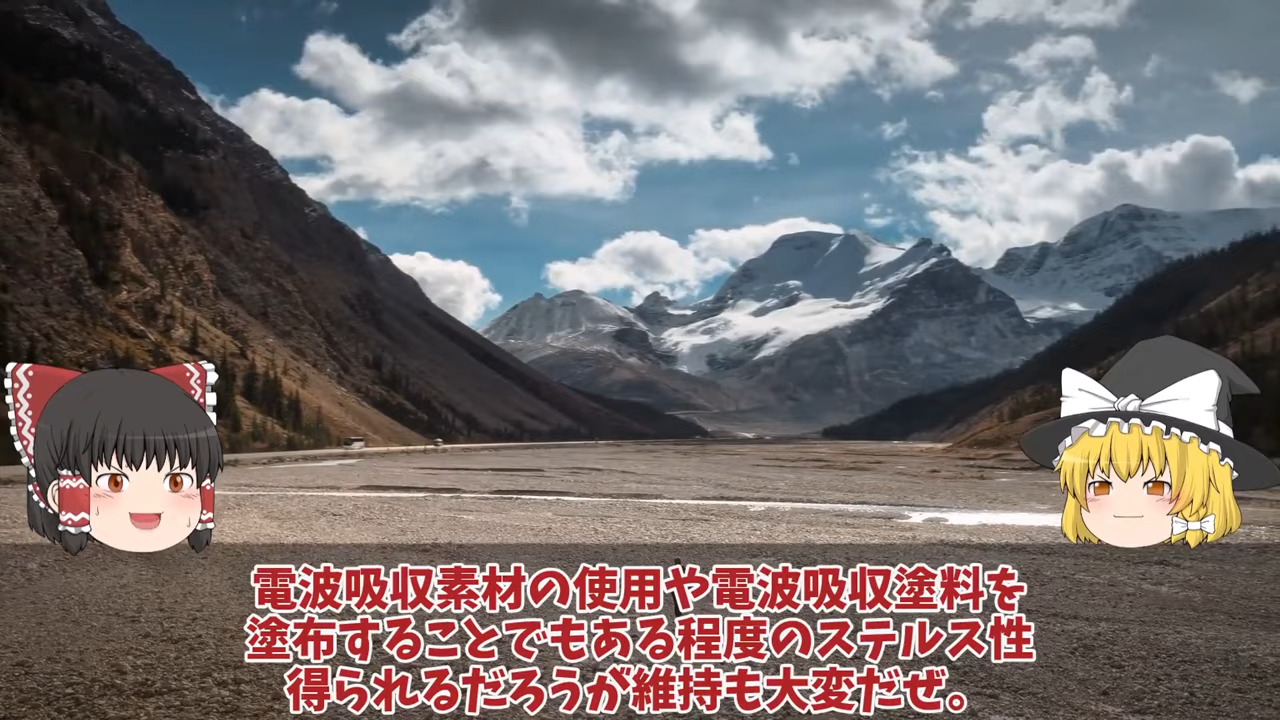 電波吸収素材の使用や電波吸収塗料を
塗布することでもある程度のステルス性
得られるだろうが維持も大変だぜ。